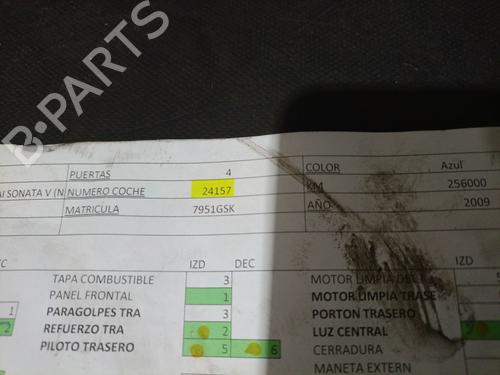 B-PARTS
PUERTAS 4 COLOR Azul
AI SONATA V (N NUMERO COCHE 24157 KM 256000
MATRICULA 7951GSK AÑO 2009
IZD DEC
TAPA COMBUSTIBLE 3 MOTOR LIMPIA DEL
PANEL FRONTAL 1 MOTOR LIMPIA TRASE
1 PARAGOLPES TRA 3 PORTON TRASERO
2 REFUERZO TRA 2 LUZ CENTRAL
PILOTO TRASERO 5 6 CERRADURA
MANETA EXTERN